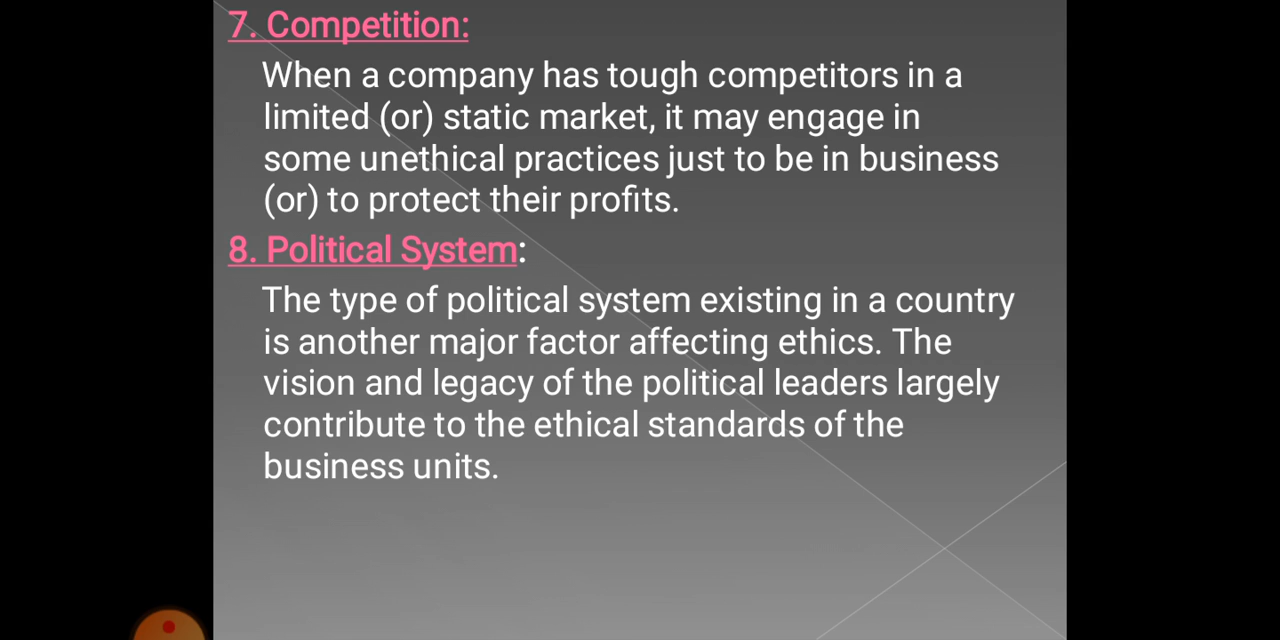 7. Competition:
When a company has tough competitors in a
limited (or) static market, it may engage in
some unethical practices just to be in business
(or) to protect their profits.
8. Political System:
The type of political system existing in a country
is another major factor affecting ethics. The
vision and legacy of the political leaders largely
contribute to the ethical standards of the
business units.